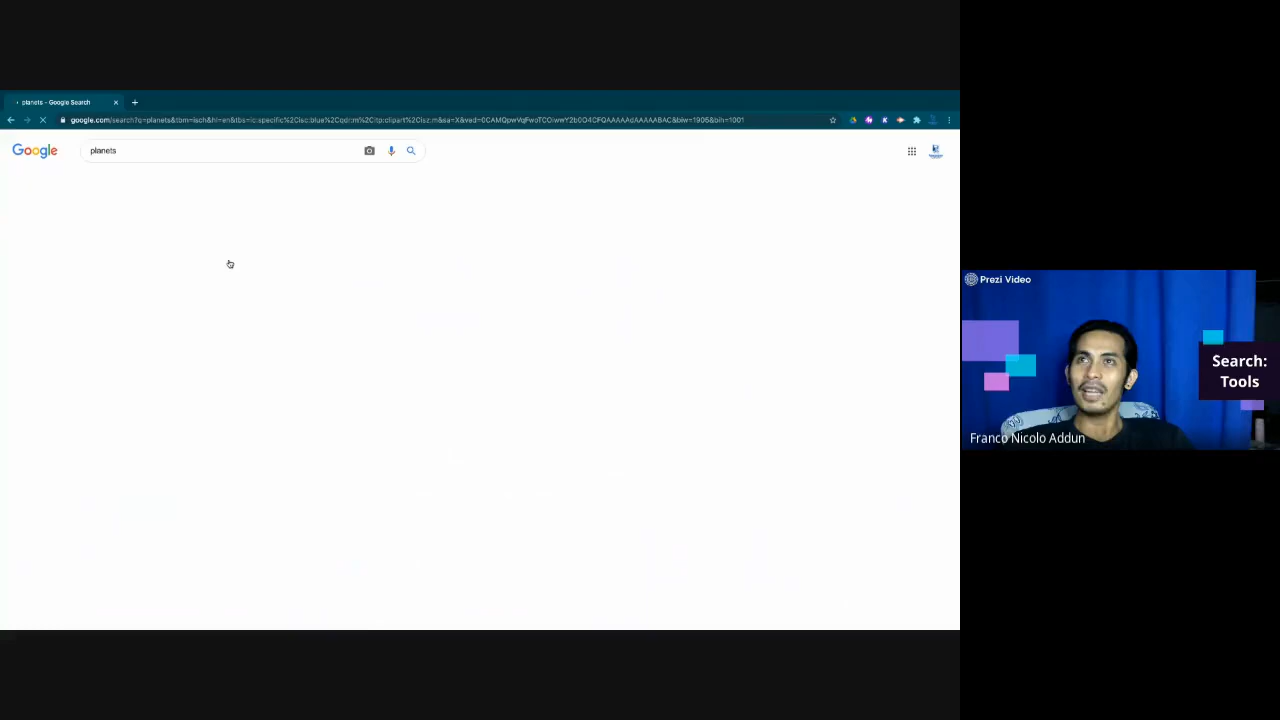 planets - Google Search
Google
planets
Prezi Video
Search:
Tools
Franco Nicolo Addun